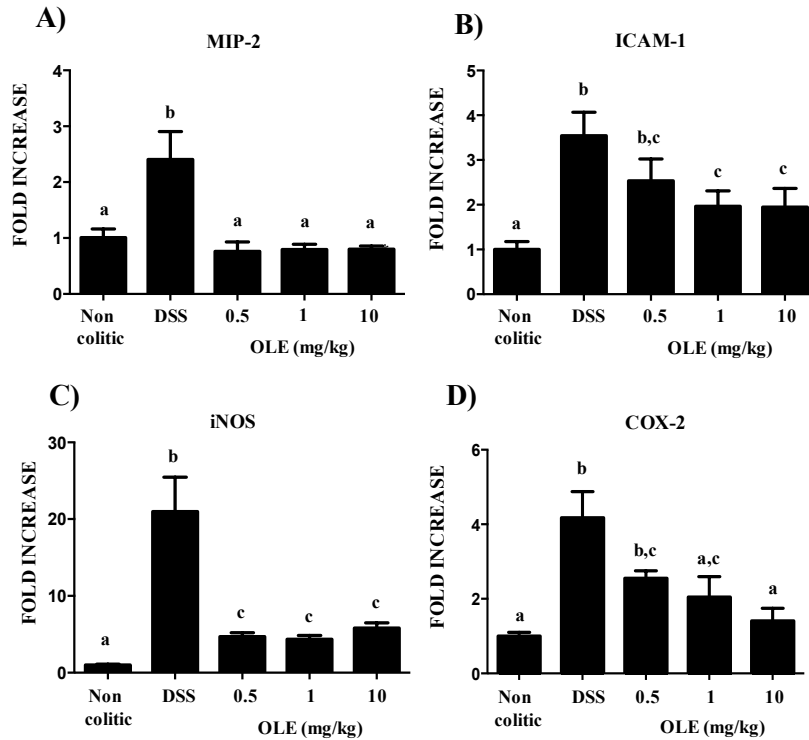 A)
MIP-2
FOLD INCREASE
4
3
2
1
0
a
b
a
a
a
Non colitic
DSS
0.5
1
10
OLE (mg/kg)
B)
ICAM-1
FOLD INCREASE
5
4
3
2
1
0
a
b
b,c
c
c
Non colitic
DSS
0.5
1
10
OLE (mg/kg)
C)
iNOS
FOLD INCREASE
30
20
10
0
a
b
c
c
c
Non colitic
DSS
0.5
1
10
OLE (mg/kg)
D)
COX-2
FOLD INCREASE
6
4
2
0
a
b
b,c
a,c
a
Non colitic
DSS
0.5
1
10
OLE (mg/kg)